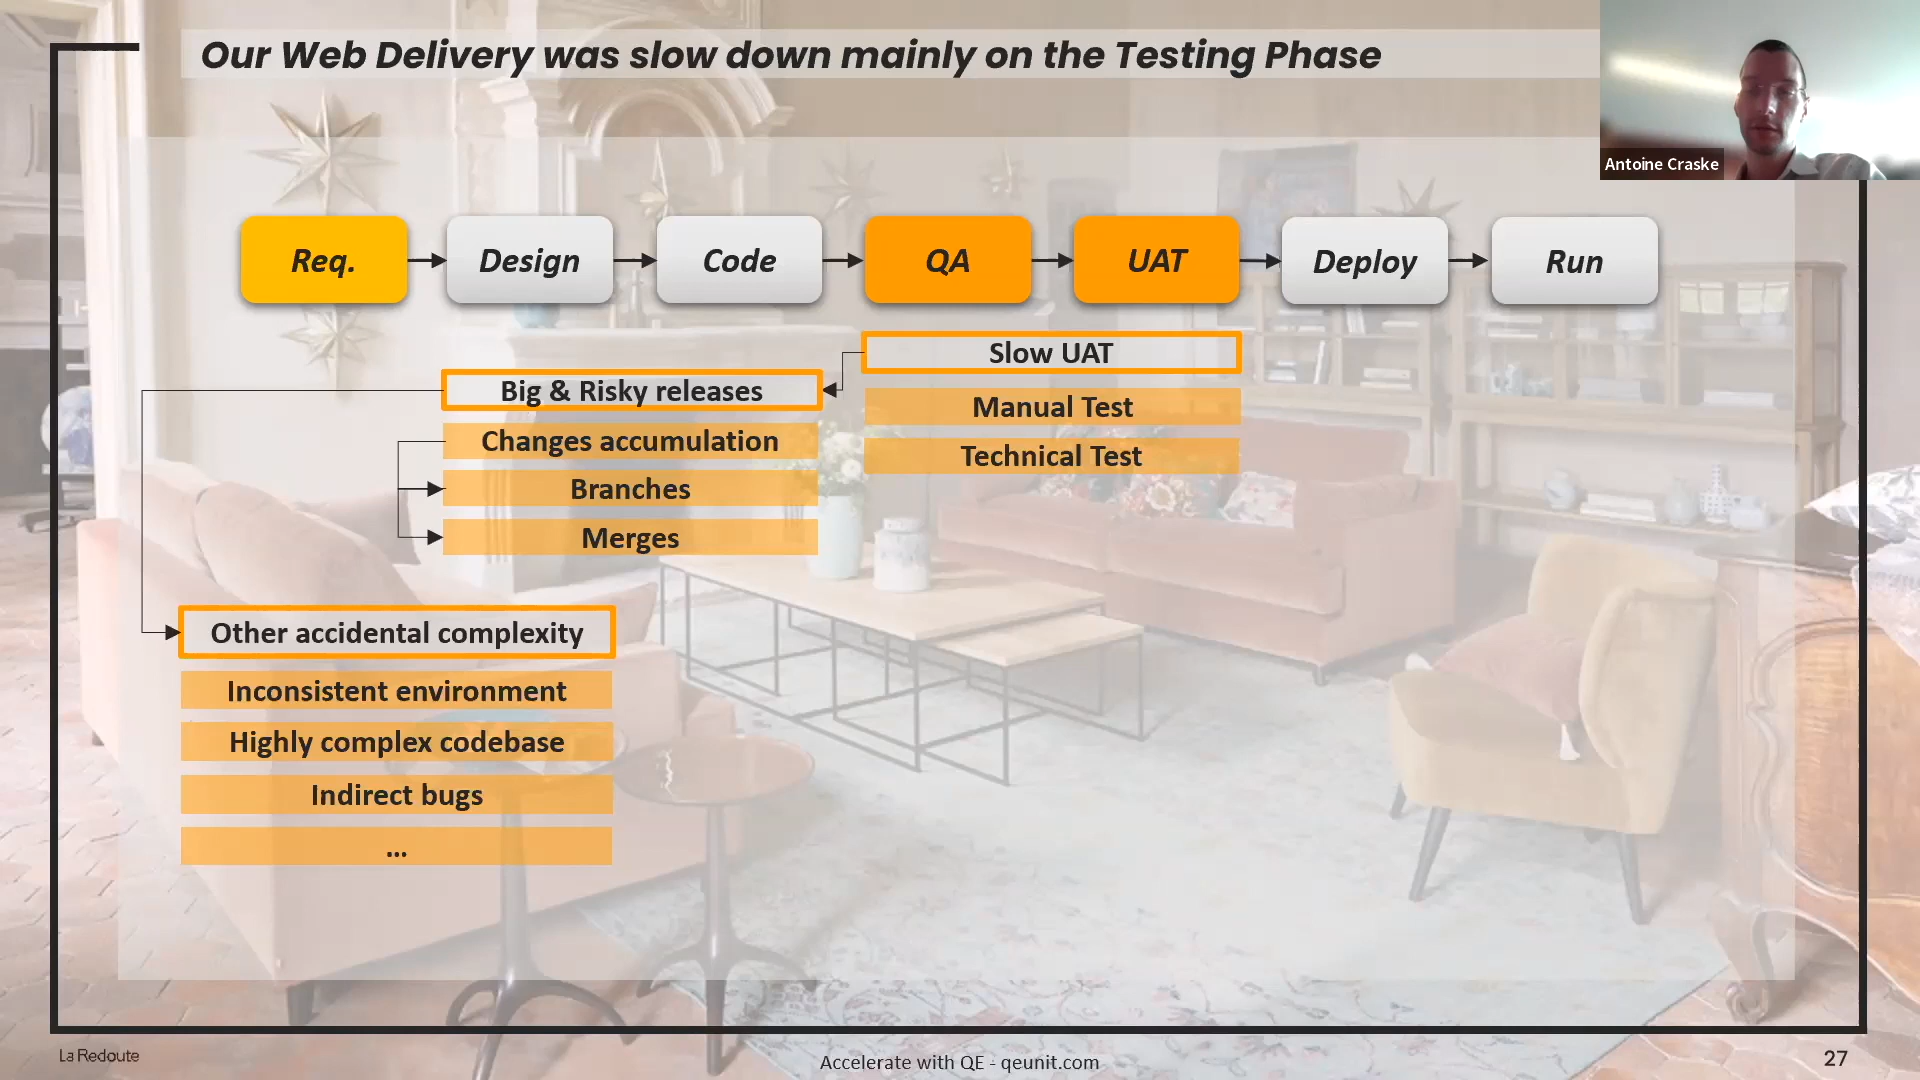 Our Web Delivery was slow down mainly on the Testing Phase
Antoine Craske
Req.
Design
Code
QA
UAT
Deploy
Run
Slow UAT
Big & Risky releases
Manual Test
Changes accumulation
Technical Test
Branches
Merges
Other accidental complexity
Inconsistent environment
Highly complex codebase
Indirect bugs
...
La Redoute
Accelerate with QE - qeunit.com
27